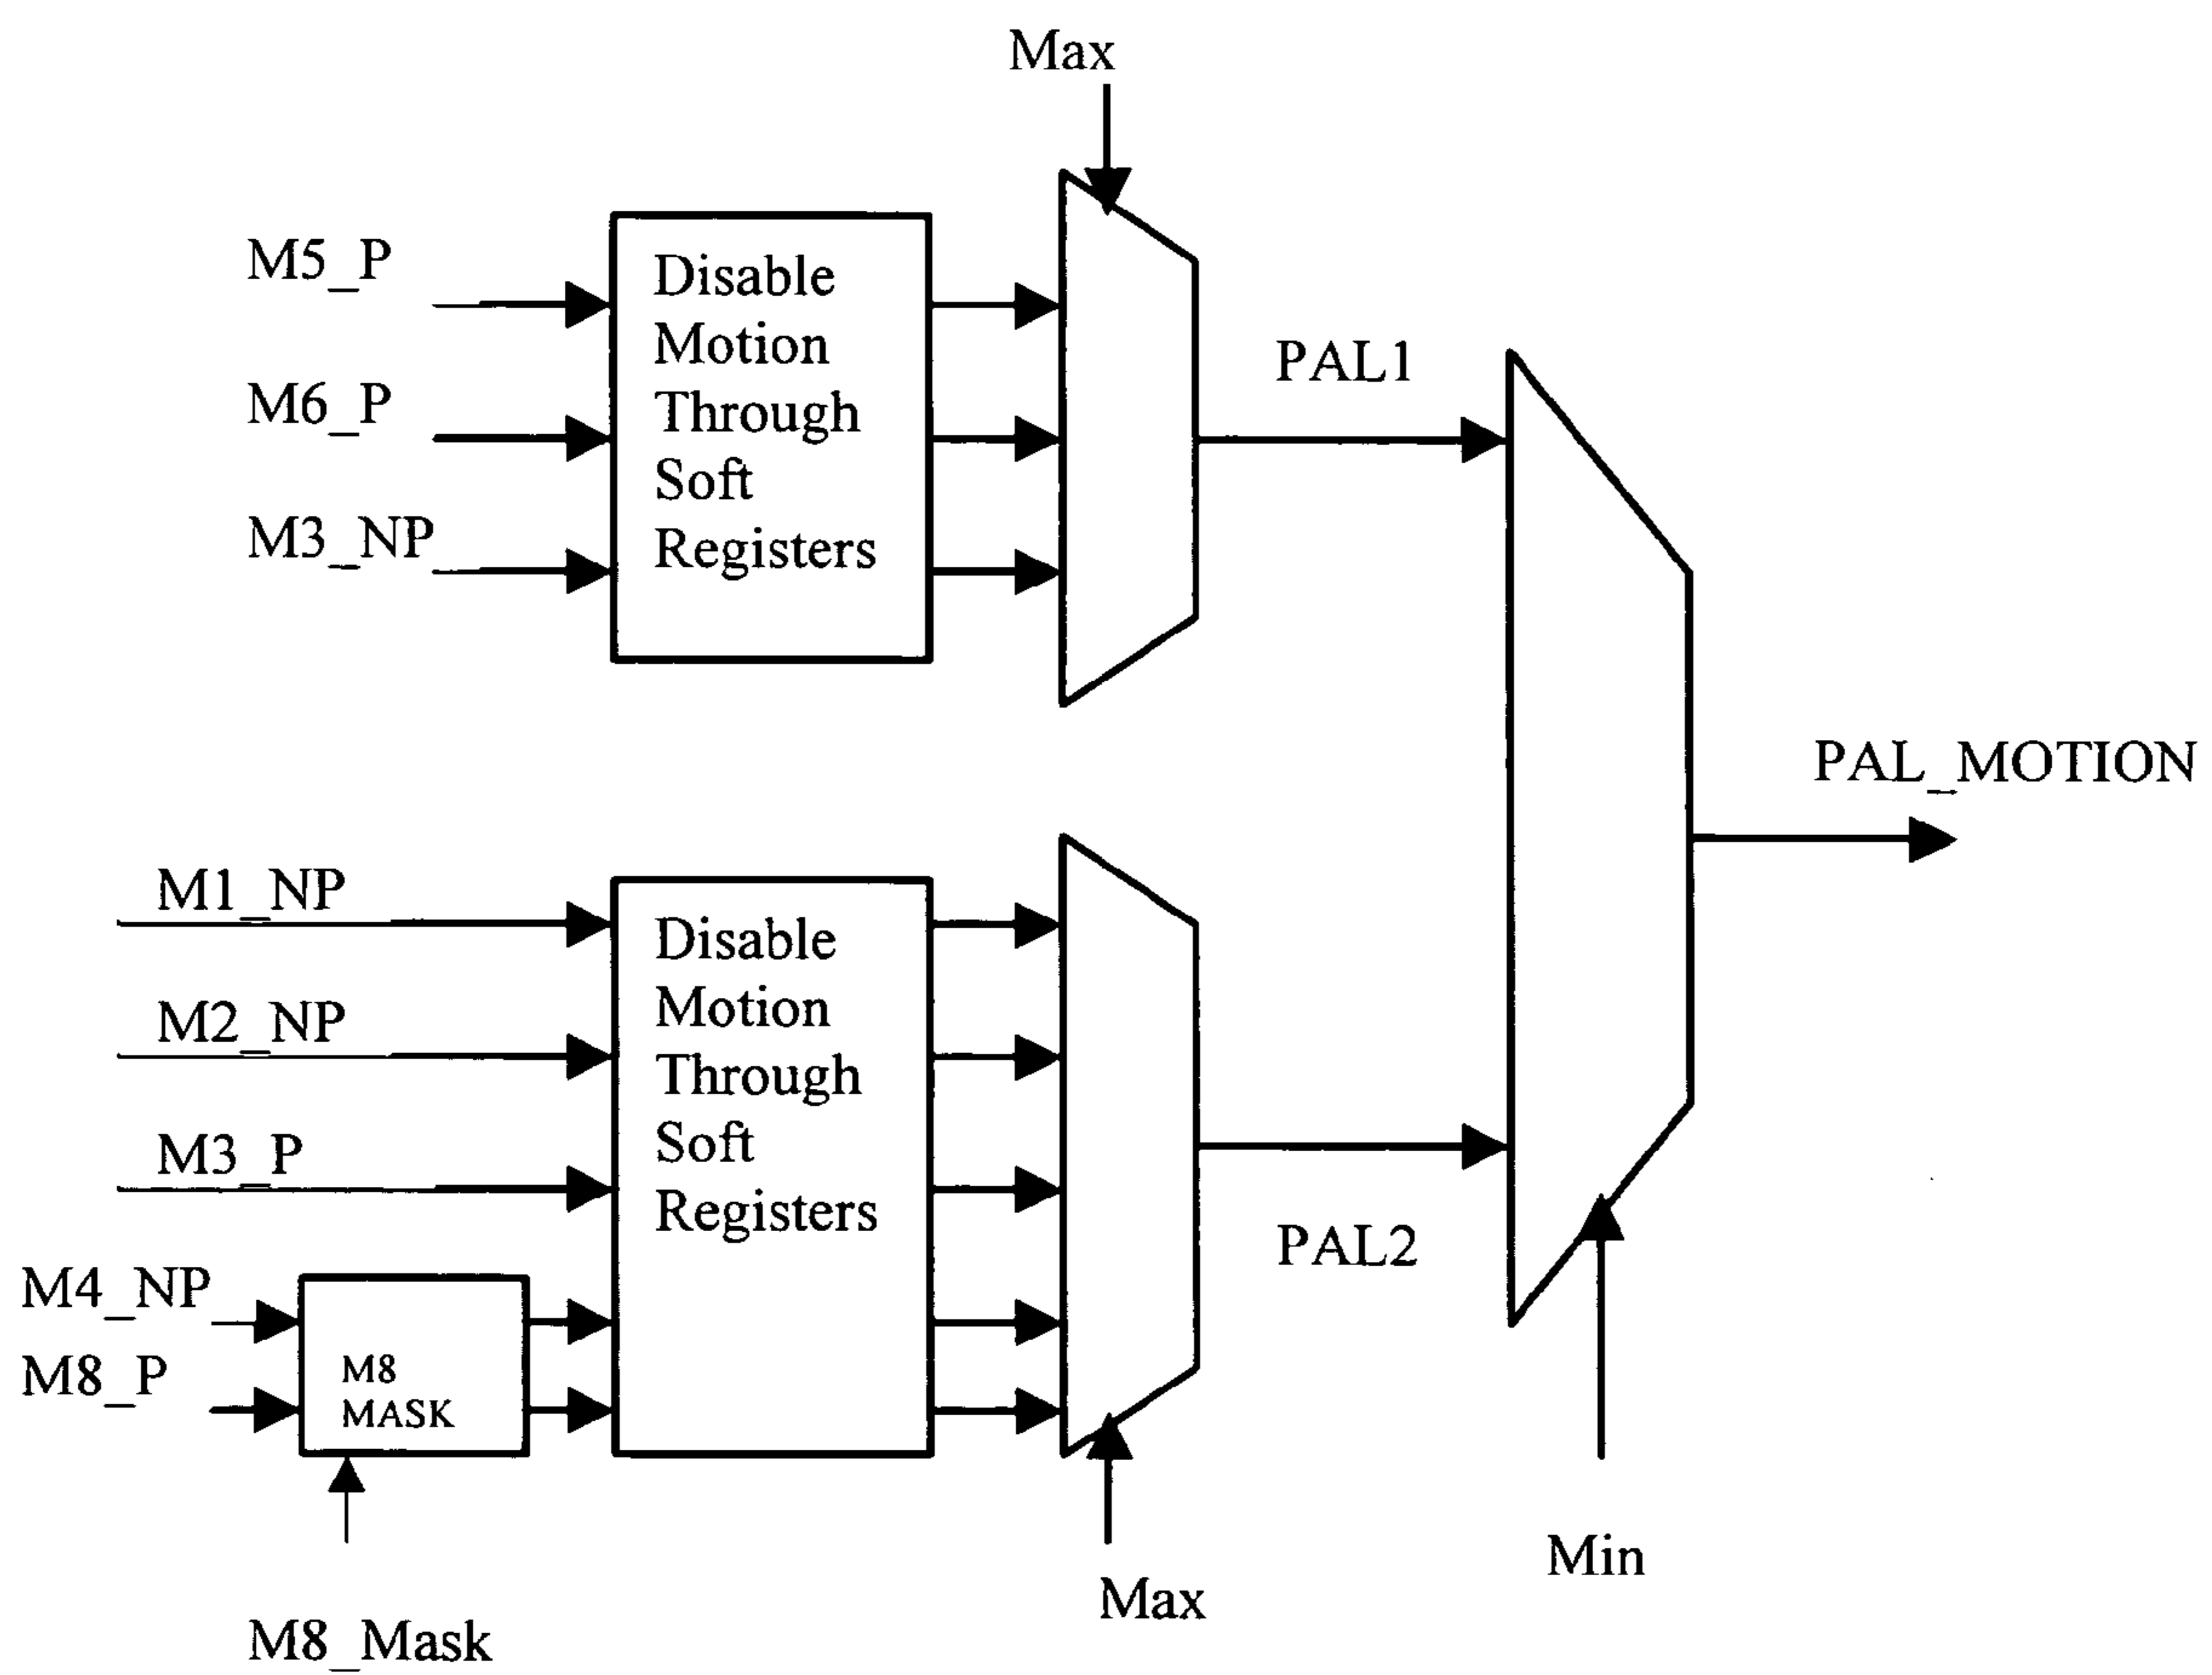 Max
M5_P
M6_P
M3_NP
Disable
Motion
Through
Soft
Registers
PAL1
PAL_MOTION
M1_NP
M2_NP
M3_P
M4_NP
M8_P
M8
MASK
M8_Mask
Disable
Motion
Through
Soft
Registers
PAL2
Max
Min